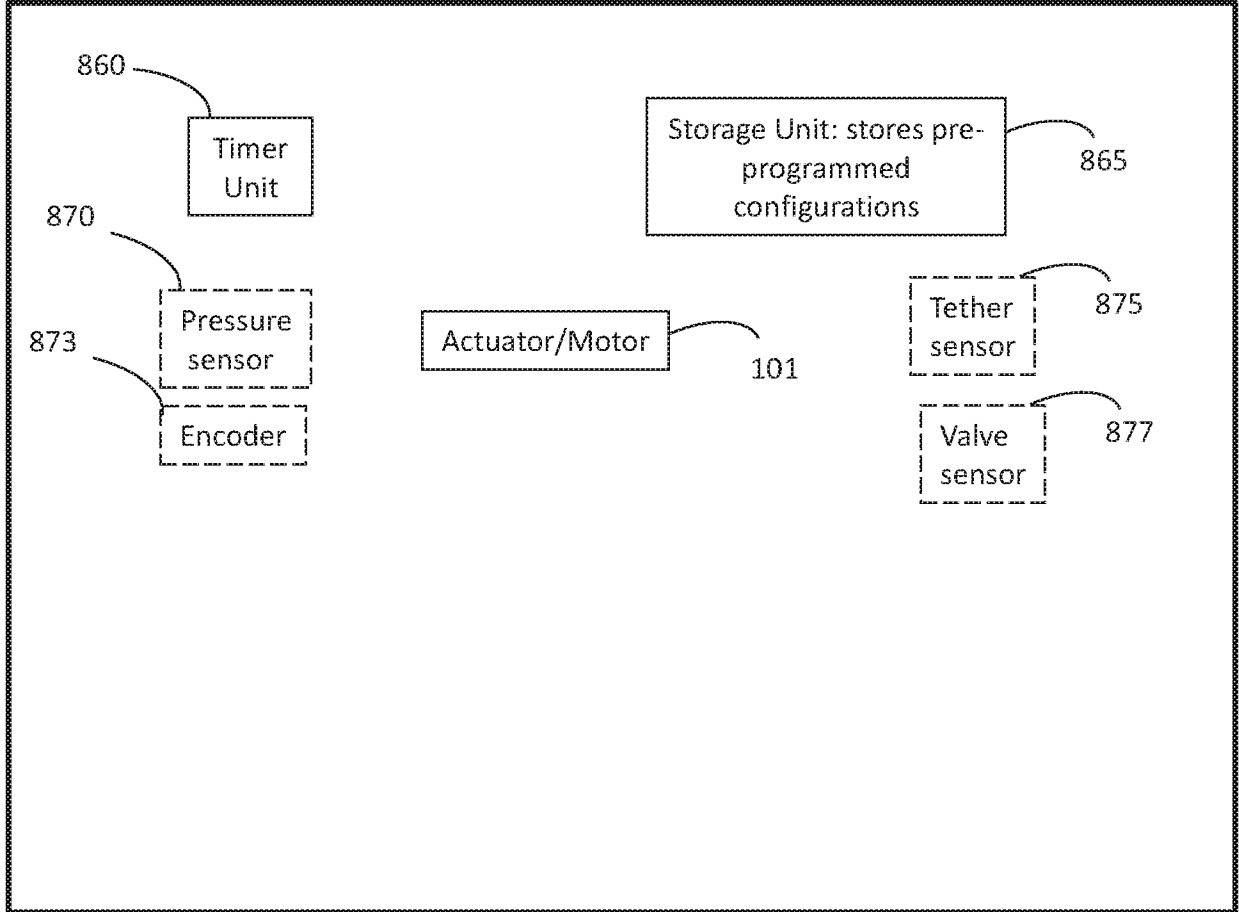 860
Timer
Unit
Storage Unit: stores pre-
programmed
configurations
865
870
Pressure
sensor
873
Encoder
Actuator/Motor
101
Tether
sensor
875
Valve
sensor
877